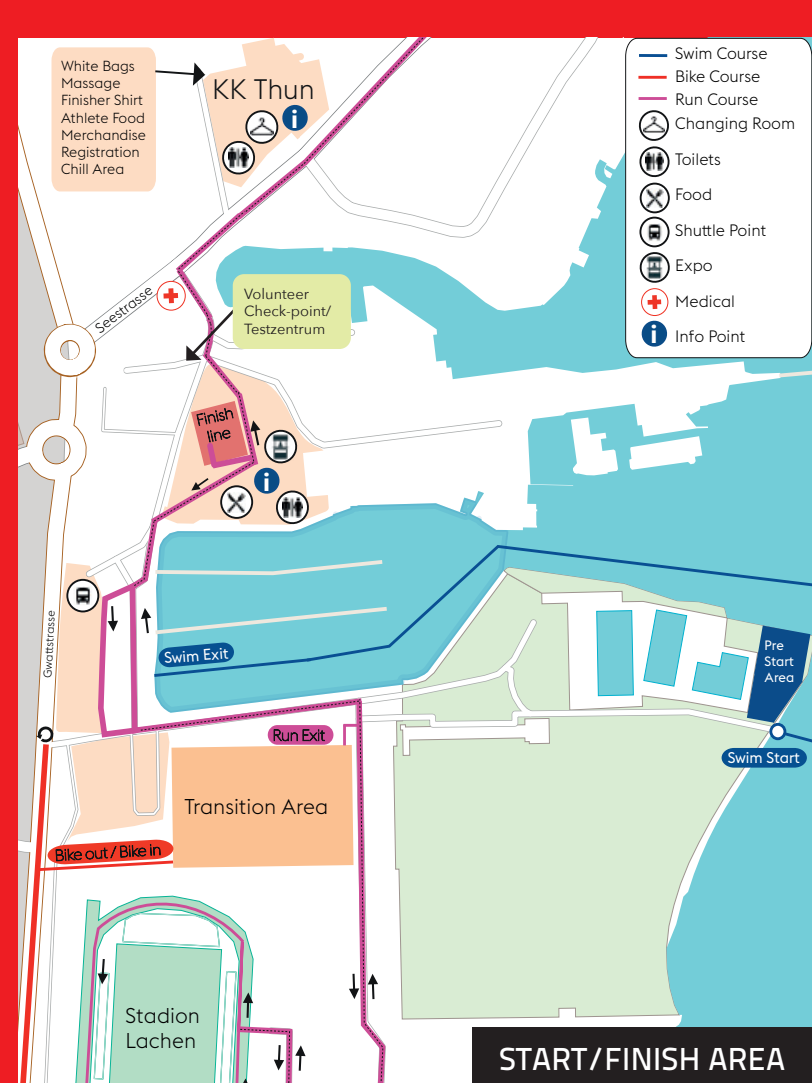 White Bags
Massage
Finisher Shirt
Athlete Food
Merchandise
Registration
Chill Area
KK Thun
i
Swim Course
Bike Course
Run Course
Changing Room
Toilets
Food
Shuttle Point
Expo
Medical
i
Info Point
Seestrasse
Volunteer
Check-point/
Testzentrum
Finish
line
i
Gwattstrasse
Swim Exit
Pre
Start
Area
Run Exit
Swim Start
Transition Area
Bike out / Bike in
Stadion
Lachen
START/FINISH AREA